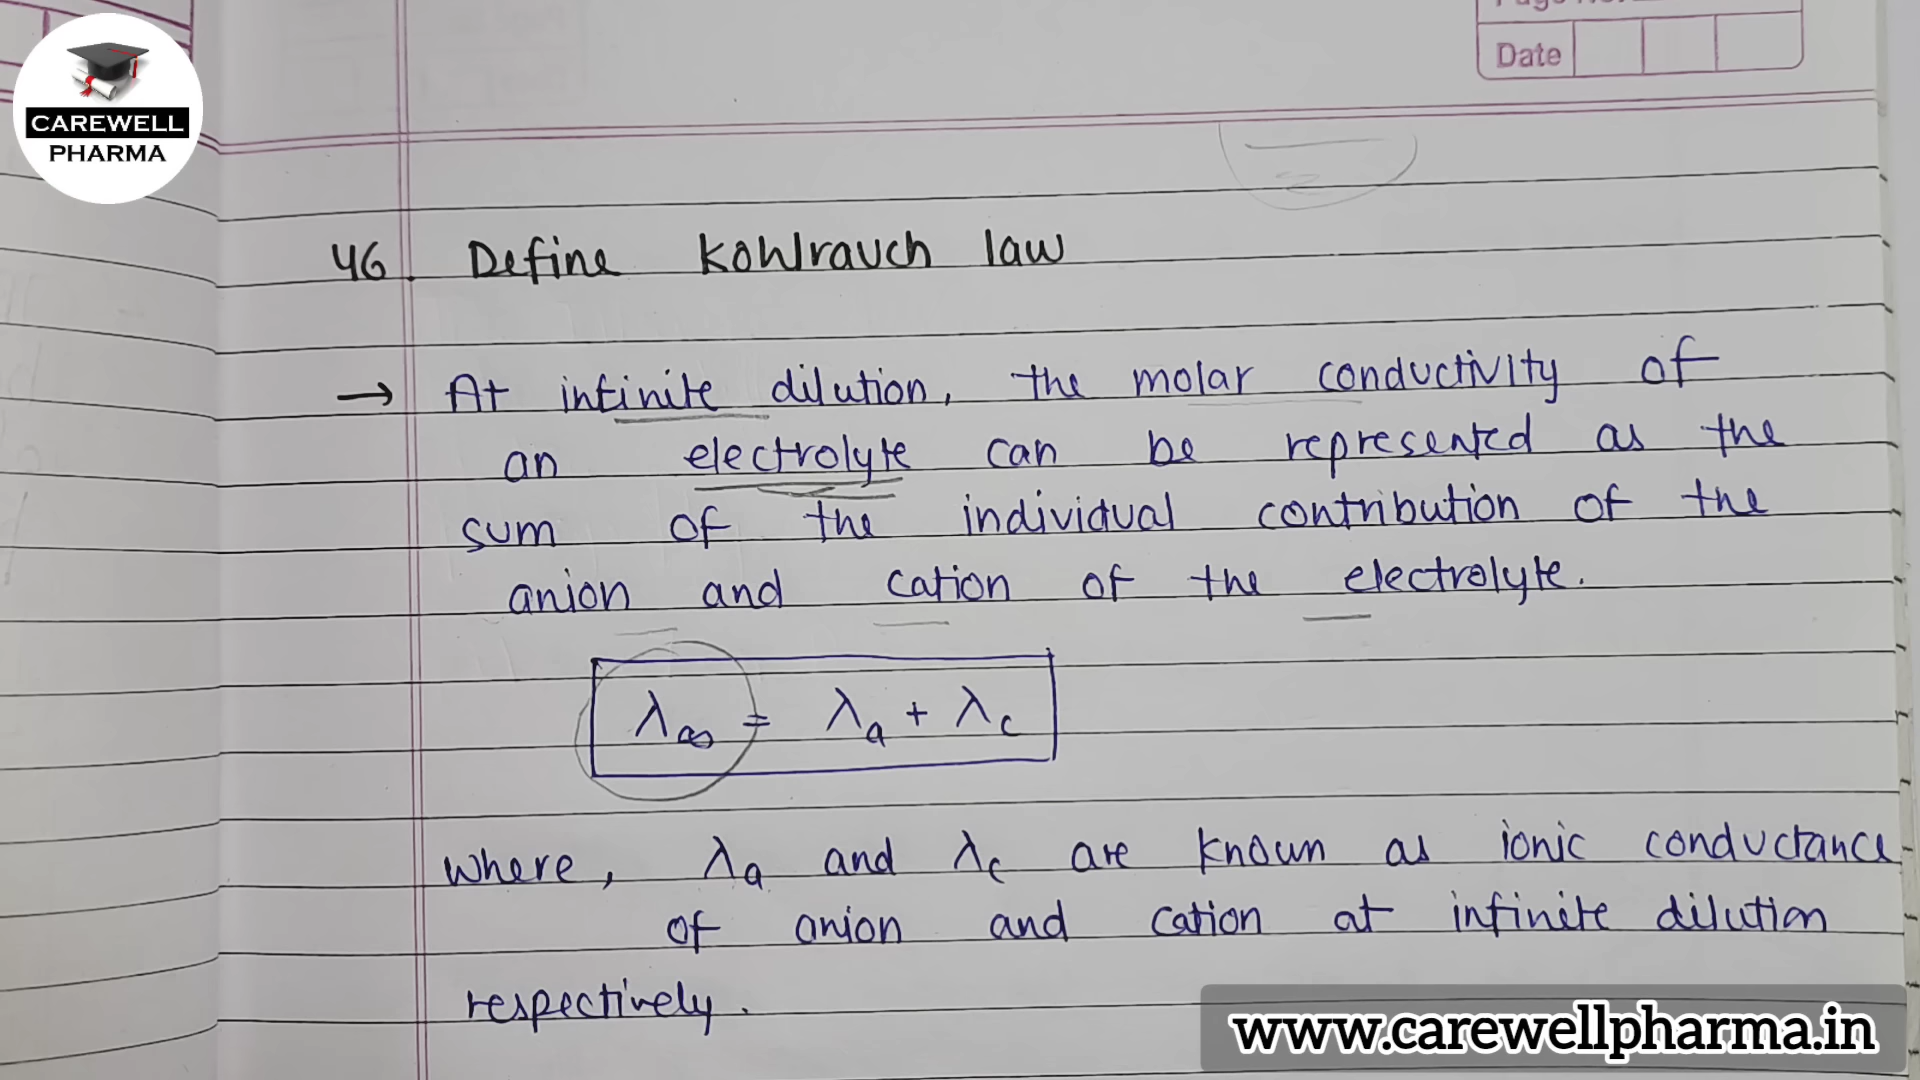 CAREWELL
PHARMA
Date
46. Define Kohlrauch law
→ At infinite dilution, the molar conductivity of
an electrolyte can be represented as the
sum of the individual contribution of the
anion and cation of the electrolyte.
λ∞ = λa + λc
where, λa and λc are known as ionic conductance
of anion and cation at infinite dilution
respectively.
www.carewellpharma.in